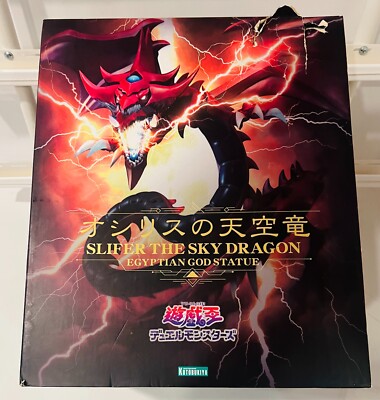 オシリスの天空竜
SLIFER THE SKY DRAGON
EGYPTIAN GOD STATUE
遊戯王
デュエルモンスターズ
KOTOBUKIYA